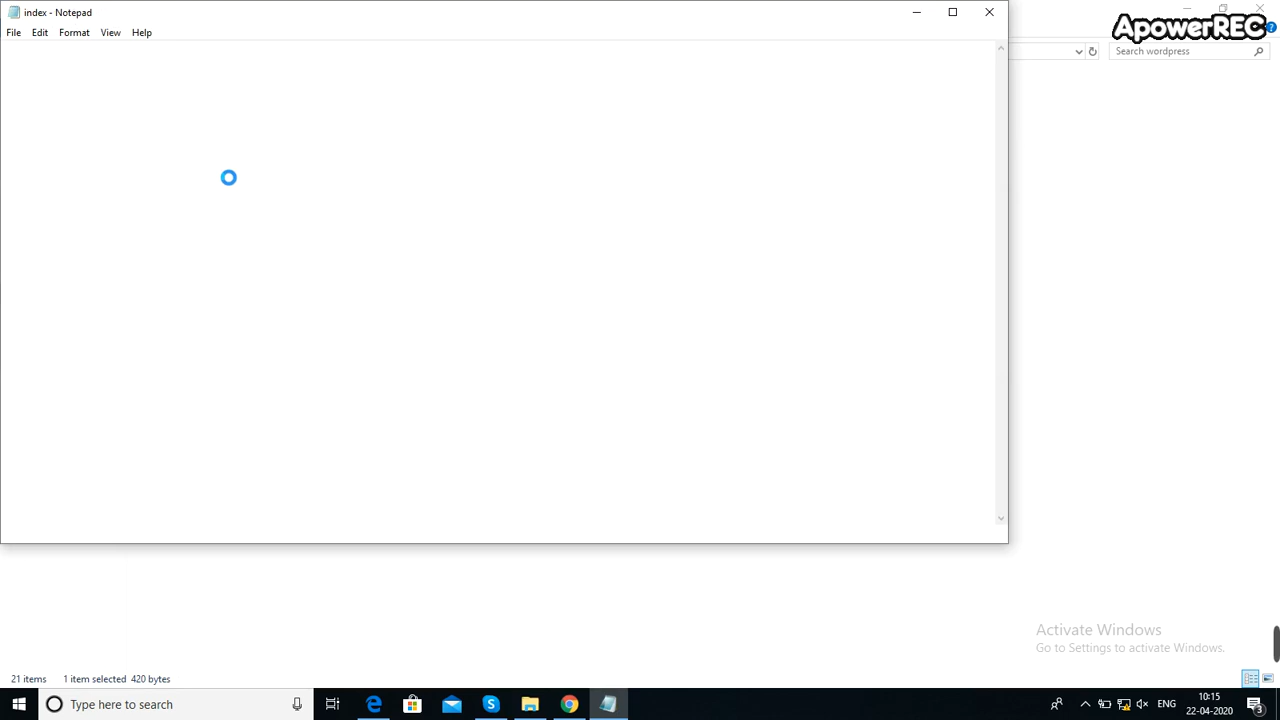 index - Notepad
ApowerREC
File Edit Format View Help
Search wordpress
Activate Windows
Go to Settings to activate Windows.
21 items 1 item selected 420 bytes
Type here to search
ENG
10:15
22-04-2020
3